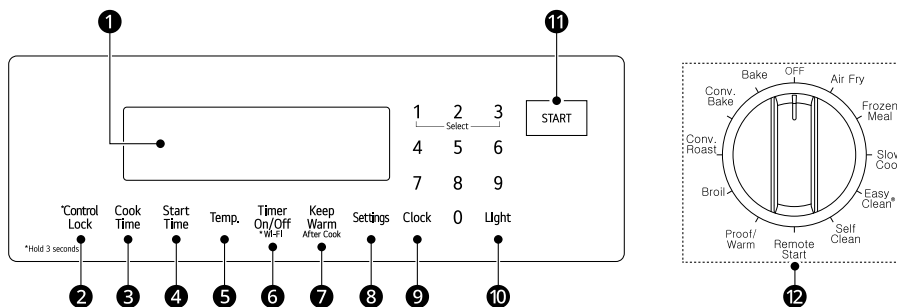 1
11
1 2 3
Select
START
4 5 6
7 8 9
0
*Control
Lock
*Hold 3 seconds
Cook
Time
Start
Time
Temp.
Timer
On/Off
*Wi-Fi
Keep
Warm
After Cook
Settings
Clock
Light
2 3 4 5 6 7 8 9 10
OFF
Air Fry
Frozen
Meal
Slow
Easy
Clean®
Self
Clean
Remote
Start
Proof/
Warm
Broil
Conv.
Roast
Conv.
Bake
Bake
12